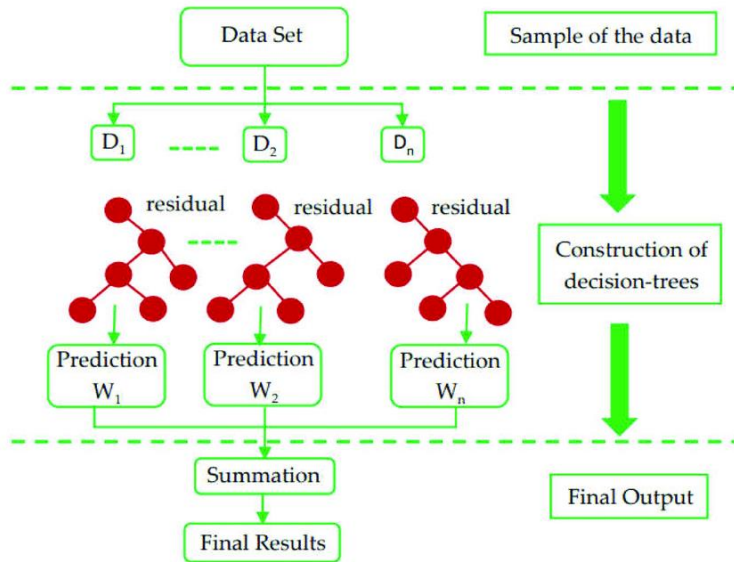 Data Set
Sample of the data
D₁
D₂
Dₙ
residual
residual
residual
Construction of
decision-trees
Prediction
W₁
Prediction
W₂
Prediction
Wₙ
Summation
Final Output
Final Results